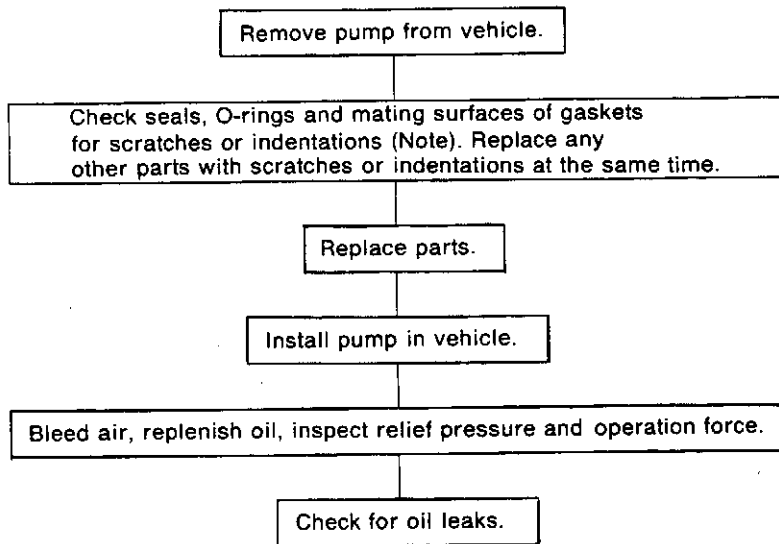 Remove pump from vehicle.
Check seals, O-rings and mating surfaces of gaskets
for scratches or indentations (Note). Replace any
other parts with scratches or indentations at the same time.
Replace parts.
Install pump in vehicle.
Bleed air, replenish oil, inspect relief pressure and operation force.
Check for oil leaks.